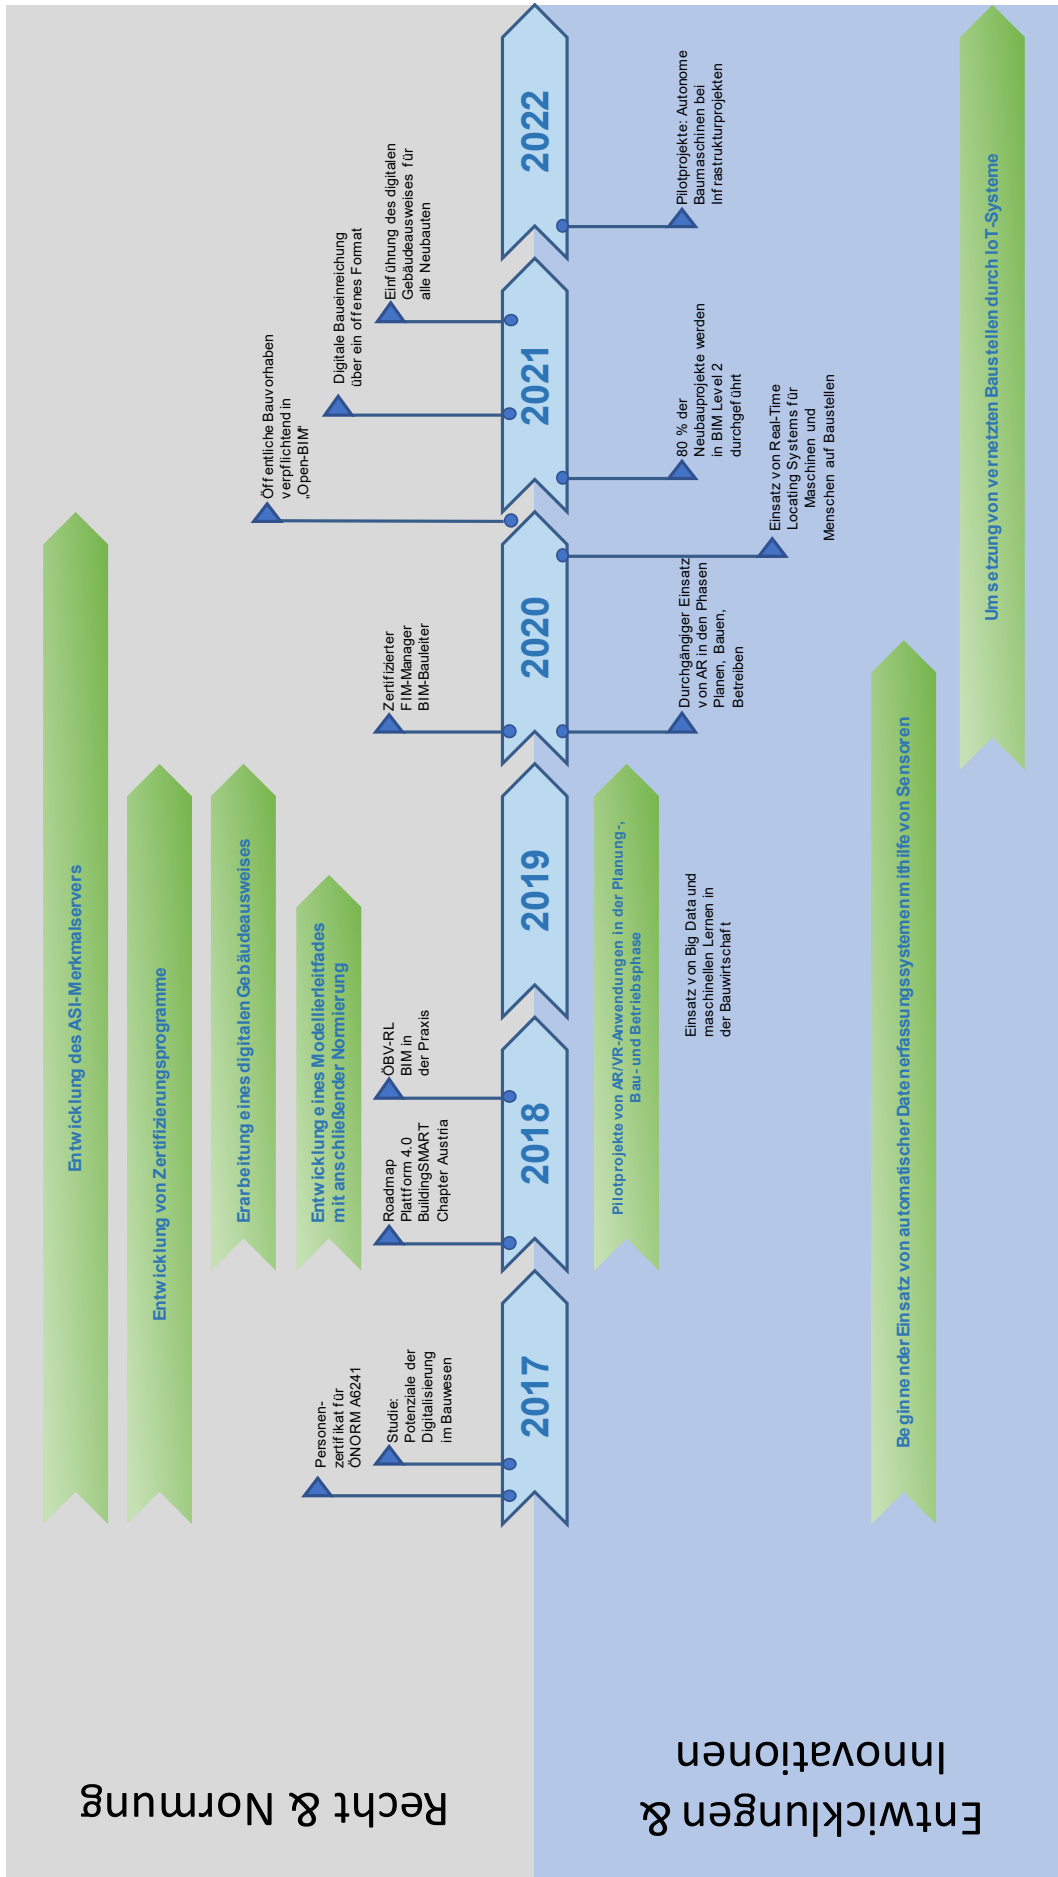 Recht & Normung
Entwicklung des ASI-Merkmalservers
Entwicklung von Zertifizierungsprogramme
Erarbeitung eines digitalen Gebäudeausweises
Entwicklung eines Modellierleitfades
mit anschließender Normierung
Personen-
zertifikat für
ÖNORM A6241
Studie:
Potenziale der
Digitalisierung
im Bauwesen
Roadmap
Plattform 4.0
BuildingSMART
Chapter Austria
ÖBV-RL
BIM in
der Praxis
Zertifizierter
FIM-Manager
BIM-Bauleiter
Öffentliche Bauvorhaben
verpflichtend in
„Open-BIM“
Digitale Baueinreichung
über ein offenes Format
Einführung des digitalen
Gebäudeausweises für
alle Neubauten
2017
2018
2019
2020
2021
2022
Entwicklungen &
Innovationen
Pilotprojekte von AR/VR-Anwendungen in der Planung-,
Bau- und Betriebsphase
Einsatz von Big Data und
maschinellen Lernen in
der Bauwirtschaft
Durchgängiger Einsatz
von AR in den Phasen
Planen, Bauen,
Betreiben
Einsatz von Real-Time
Locating Systems für
Maschinen und
Menschen auf Baustellen
80 % der
Neubauprojekte werden
in BIM Level 2
durchgeführt
Pilotprojekte: Autonome
Baumaschinen bei
Infrastrukturprojekten
Beginnender Einsatz von automatischer Datenerfassungssystemen mithilfe von Sensoren
Umsetzung von vernetzten Baustellen durch IoT-Systeme